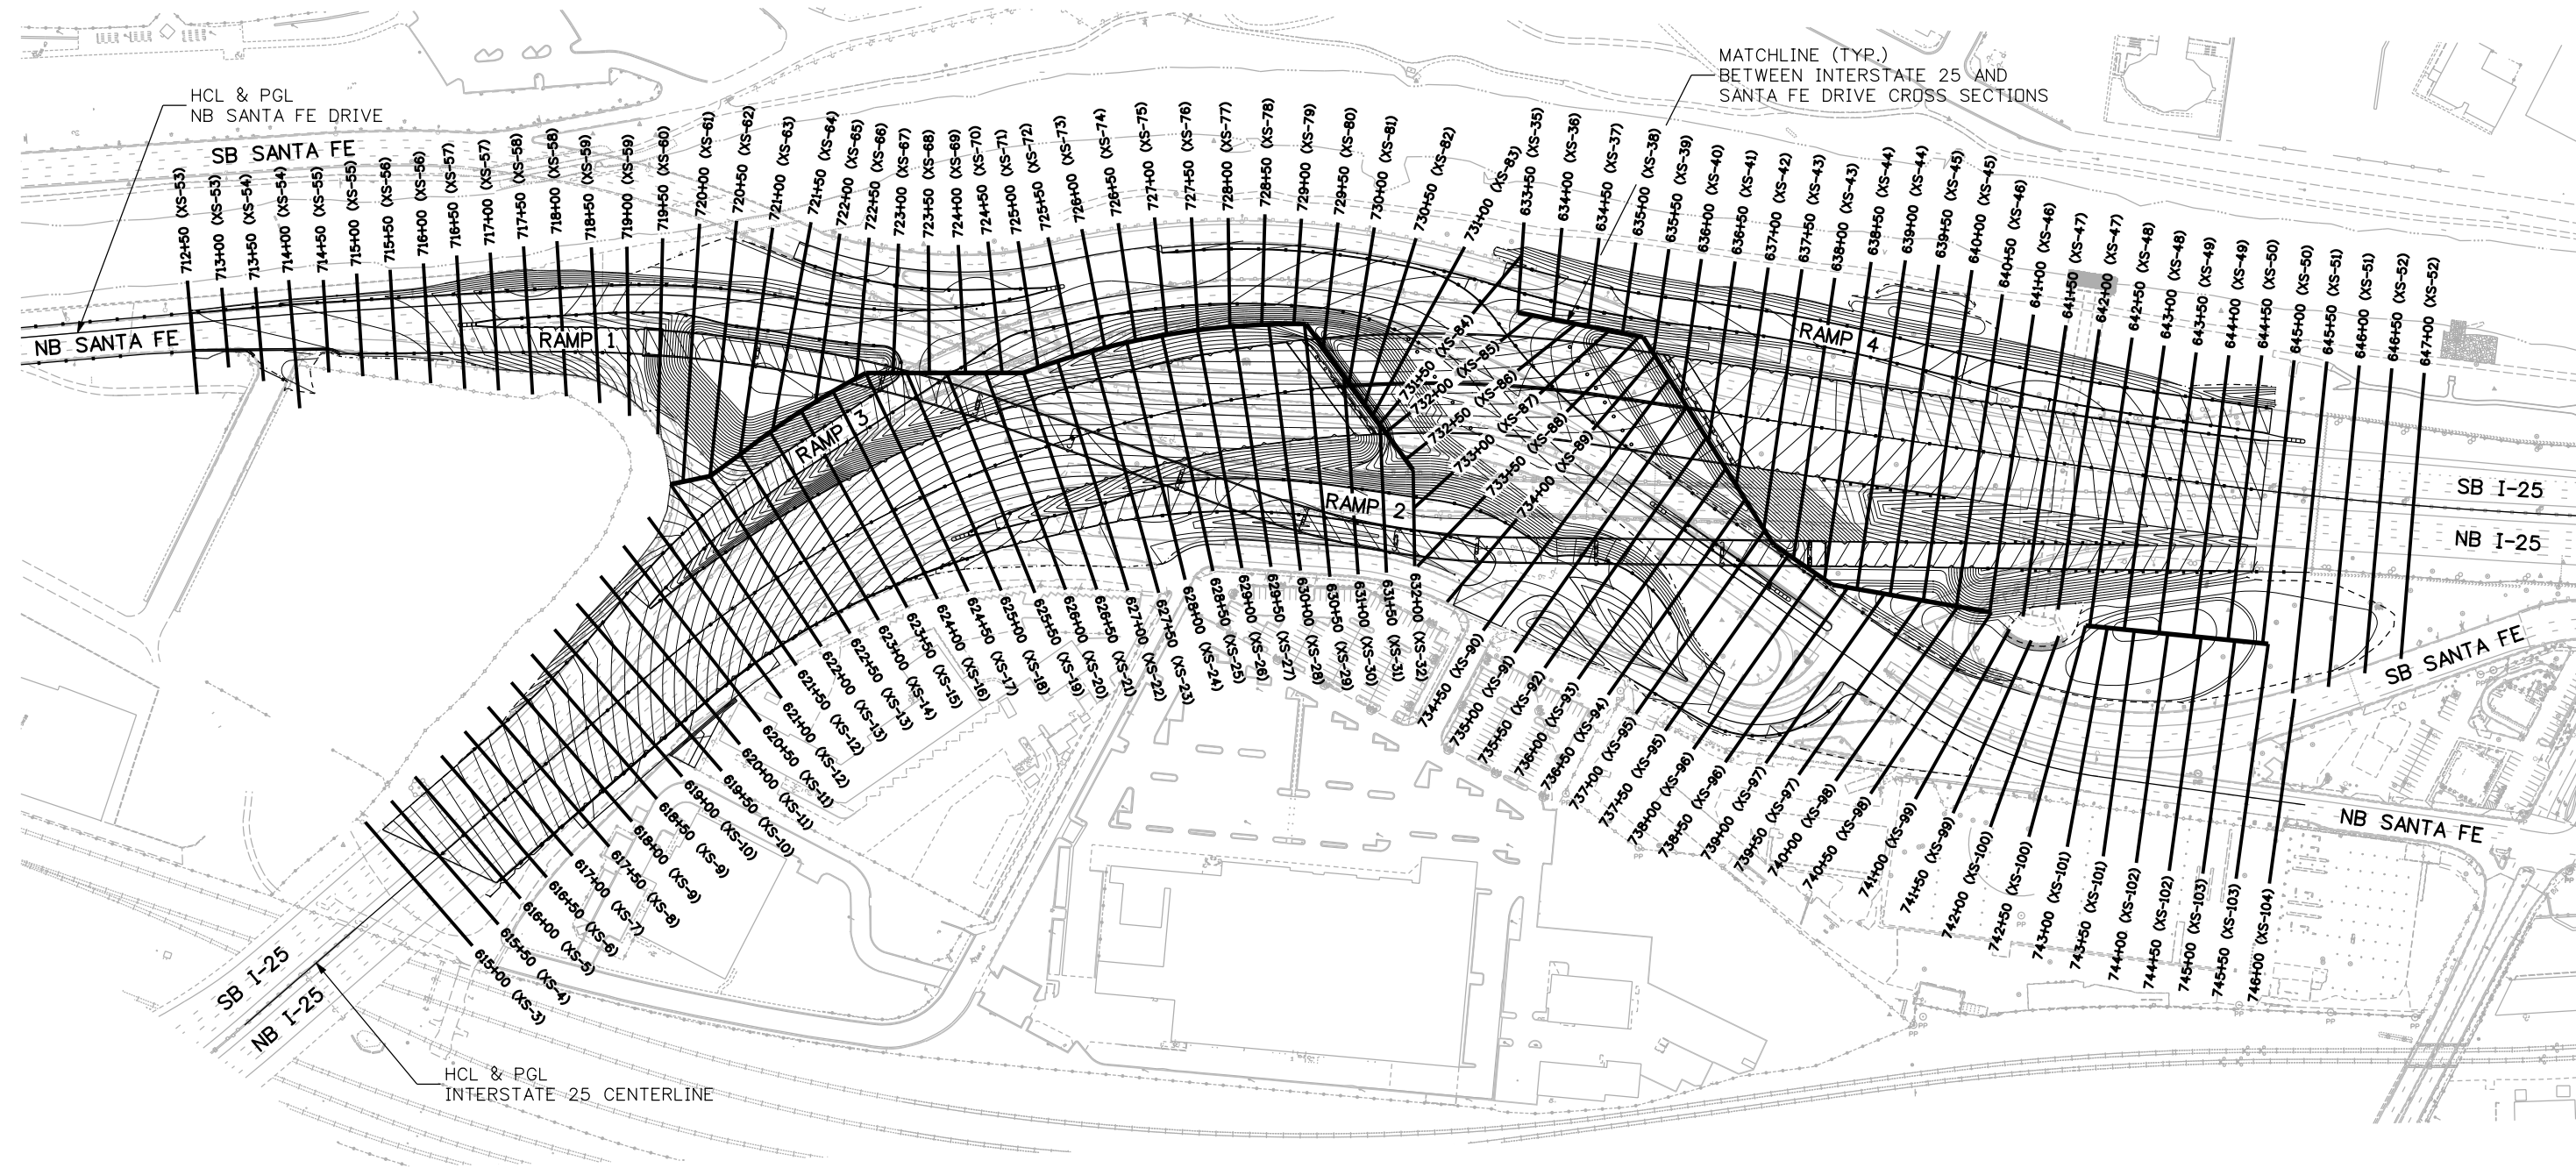 HCL & PGL
NB SANTA FE DRIVE
MATCHLINE (TYP.)
BETWEEN INTERSTATE 25 AND
SANTA FE DRIVE CROSS SECTIONS
SB SANTA FE
NB SANTA FE
712+50 (XS-53)
713+00 (XS-53)
713+50 (XS-54)
714+00 (XS-54)
714+50 (XS-55)
715+00 (XS-55)
715+50 (XS-56)
716+00 (XS-56)
716+50 (XS-57)
717+00 (XS-57)
717+50 (XS-58)
718+00 (XS-58)
718+50 (XS-59)
719+00 (XS-59)
719+50 (XS-60)
720+00 (XS-61)
720+50 (XS-62)
721+00 (XS-63)
721+50 (XS-64)
722+00 (XS-65)
722+50 (XS-66)
723+00 (XS-67)
723+50 (XS-68)
724+00 (XS-69)
724+50 (XS-70)
725+00 (XS-71)
725+50 (XS-72)
726+00 (XS-73)
726+50 (XS-74)
727+00 (XS-75)
727+50 (XS-76)
728+00 (XS-77)
728+50 (XS-78)
729+00 (XS-79)
729+50 (XS-80)
730+00 (XS-81)
730+50 (XS-82)
731+00 (XS-83)
633+50 (XS-35)
634+00 (XS-36)
634+50 (XS-37)
635+00 (XS-38)
635+50 (XS-39)
636+00 (XS-40)
636+50 (XS-41)
637+00 (XS-42)
637+50 (XS-43)
638+00 (XS-43)
638+50 (XS-44)
639+00 (XS-44)
639+50 (XS-45)
640+00 (XS-45)
640+50 (XS-46)
641+00 (XS-46)
641+50 (XS-47)
642+00 (XS-47)
642+50 (XS-48)
643+00 (XS-48)
643+50 (XS-49)
644+00 (XS-49)
644+50 (XS-50)
645+00 (XS-50)
645+50 (XS-51)
646+00 (XS-51)
646+50 (XS-52)
647+00 (XS-52)
RAMP 1
RAMP 3
RAMP 2
RAMP 4
731+50 (XS-84)
732+00 (XS-85)
732+50 (XS-86)
733+00 (XS-87)
733+50 (XS-88)
734+00 (XS-89)
SB I-25
NB I-25
SB SANTA FE
NB SANTA FE
615+00 (XS-3)
615+50 (XS-4)
616+00 (XS-5)
616+50 (XS-6)
617+00 (XS-7)
617+50 (XS-8)
618+00 (XS-9)
618+50 (XS-9)
619+00 (XS-10)
619+50 (XS-10)
620+00 (XS-11)
620+50 (XS-11)
621+00 (XS-12)
621+50 (XS-12)
622+00 (XS-13)
622+50 (XS-13)
623+00 (XS-14)
623+50 (XS-15)
624+00 (XS-16)
624+50 (XS-17)
625+00 (XS-18)
625+50 (XS-19)
626+00 (XS-20)
626+50 (XS-21)
627+00 (XS-22)
627+50 (XS-23)
628+00 (XS-24)
628+50 (XS-25)
629+00 (XS-26)
629+50 (XS-27)
630+00 (XS-28)
630+50 (XS-29)
631+00 (XS-30)
631+50 (XS-31)
632+00 (XS-32)
734+50 (XS-90)
735+00 (XS-91)
735+50 (XS-92)
736+00 (XS-93)
736+50 (XS-94)
737+00 (XS-95)
737+50 (XS-95)
738+00 (XS-96)
738+50 (XS-96)
739+00 (XS-97)
739+50 (XS-97)
740+00 (XS-98)
740+50 (XS-98)
741+00 (XS-99)
741+50 (XS-99)
742+00 (XS-100)
742+50 (XS-100)
743+00 (XS-101)
743+50 (XS-101)
744+00 (XS-102)
744+50 (XS-102)
745+00 (XS-103)
745+50 (XS-103)
746+00 (XS-104)
SB I-25
NB I-25
HCL & PGL
INTERSTATE 25 CENTERLINE